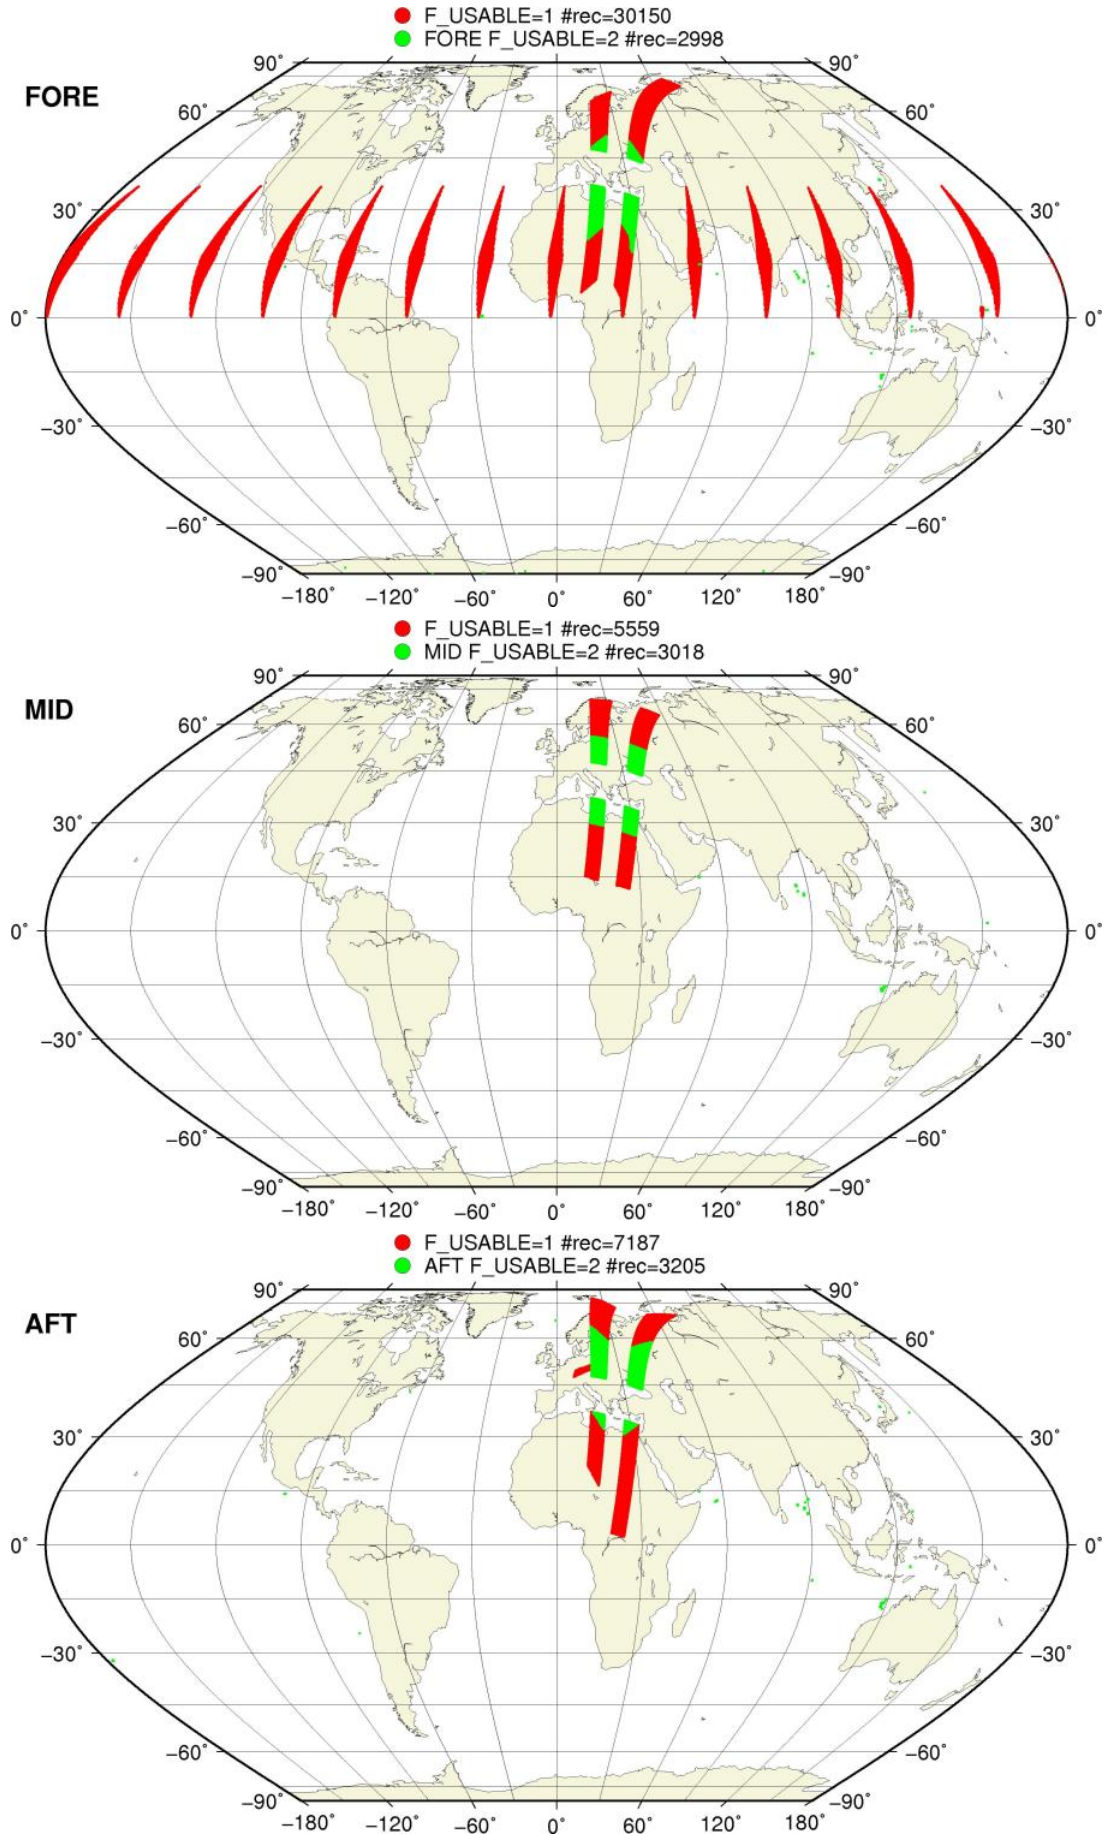 F_USABLE=1 #rec=30150
FORE F_USABLE=2 #rec=2998
FORE
90˚ 90˚
60˚ 60˚
30˚ 30˚
0˚ 0˚
−30˚ −30˚
−60˚ −60˚
−90˚ −90˚
−180˚ −120˚ −60˚ 0˚ 60˚ 120˚ 180˚
F_USABLE=1 #rec=5559
MID F_USABLE=2 #rec=3018
MID
90˚ 90˚
60˚ 60˚
30˚ 30˚
0˚ 0˚
−30˚ −30˚
−60˚ −60˚
−90˚ −90˚
−180˚ −120˚ −60˚ 0˚ 60˚ 120˚ 180˚
F_USABLE=1 #rec=7187
AFT F_USABLE=2 #rec=3205
AFT
90˚ 90˚
60˚ 60˚
30˚ 30˚
0˚ 0˚
−30˚ −30˚
−60˚ −60˚
−90˚ −90˚
−180˚ −120˚ −60˚ 0˚ 60˚ 120˚ 180˚